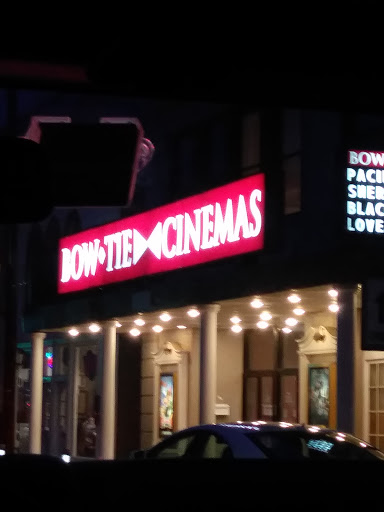 BOW TIE CINEMAS
BOW
PACI
SHER
BLAC
LOVE